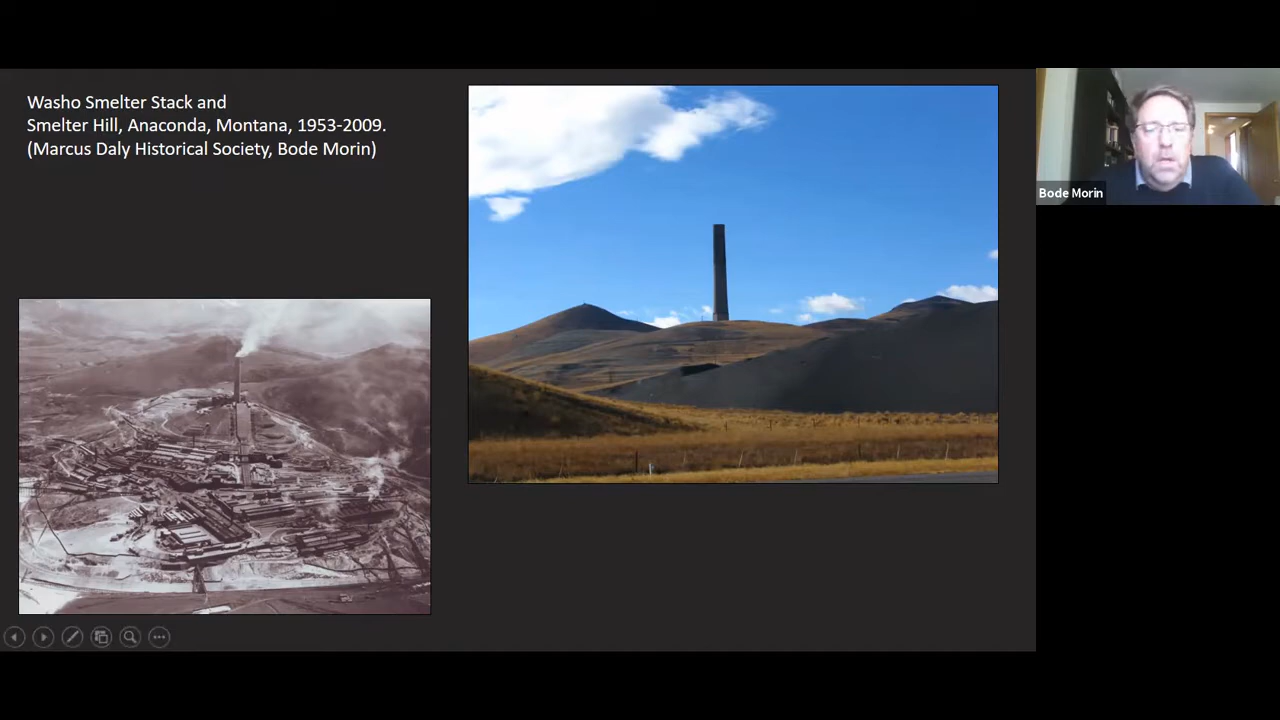 Washo Smelter Stack and
Smelter Hill, Anaconda, Montana, 1953-2009.
(Marcus Daly Historical Society, Bode Morin)
Bode Morin